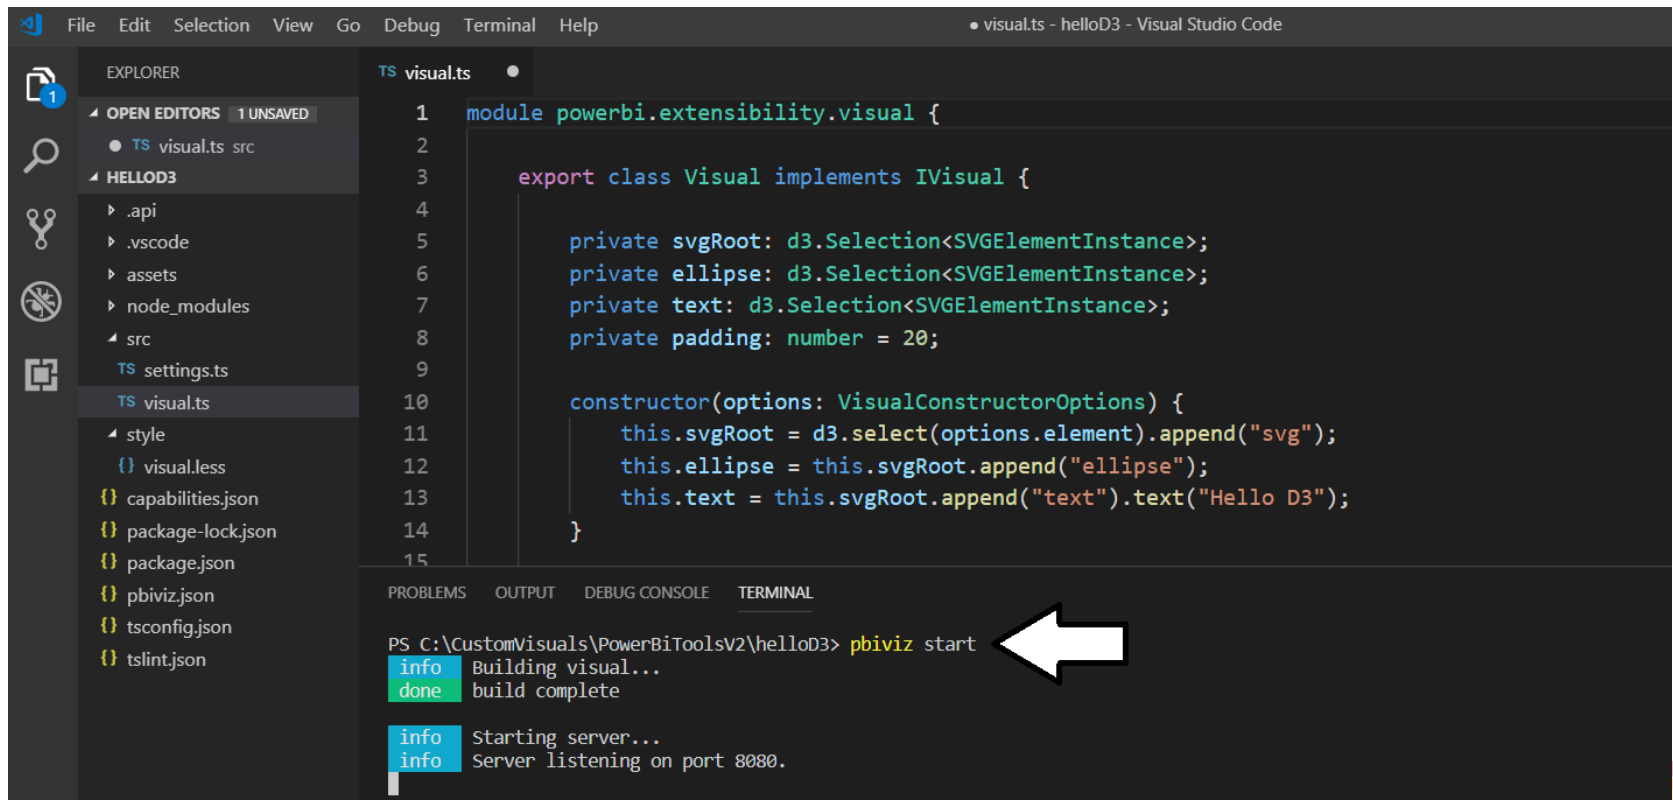 File Edit Selection View Go Debug Terminal Help
● visual.ts - helloD3 - Visual Studio Code
1
EXPLORER
OPEN EDITORS 1 UNSAVED
TS visual.ts src
HELLOD3
.api
.vscode
assets
node_modules
src
TS settings.ts
TS visual.ts
style
{} visual.less
{} capabilities.json
{} package-lock.json
{} package.json
{} pbiviz.json
{} tsconfig.json
{} tslint.json
TS visual.ts ●
1 module powerbi.extensibility.visual {
2
3 export class Visual implements IVisual {
4
5 private svgRoot: d3.Selection<SVGElementInstance>;
6 private ellipse: d3.Selection<SVGElementInstance>;
7 private text: d3.Selection<SVGElementInstance>;
8 private padding: number = 20;
9
10 constructor(options: VisualConstructorOptions) {
11 this.svgRoot = d3.select(options.element).append("svg");
12 this.ellipse = this.svgRoot.append("ellipse");
13 this.text = this.svgRoot.append("text").text("Hello D3");
14 }
15
PROBLEMS OUTPUT DEBUG CONSOLE TERMINAL
PS C:\CustomVisuals\PowerBiToolsV2\helloD3> pbiviz start
info Building visual...
done build complete
info Starting server...
info Server listening on port 8080.